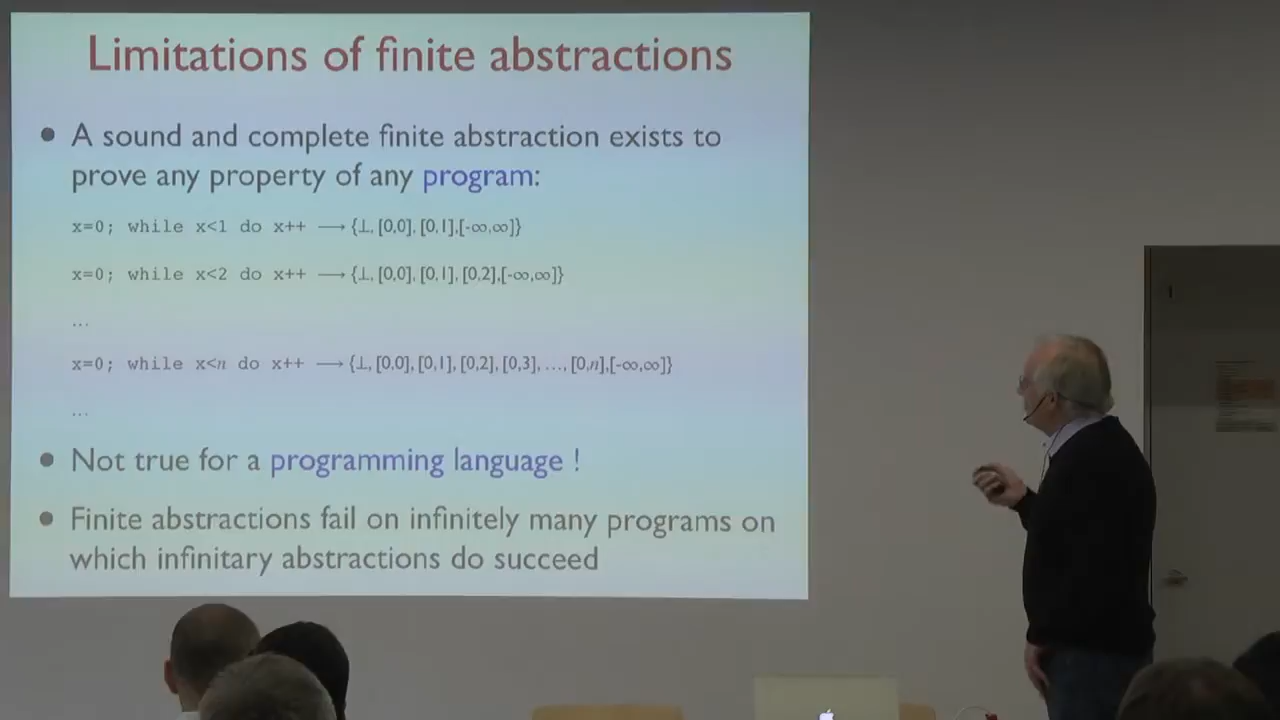 Limitations of finite abstractions
• A sound and complete finite abstraction exists to
prove any property of any program:
x=0; while x<1 do x++ ⟶ {⊥, [0,0], [0,1],[-∞,∞]}
x=0; while x<2 do x++ ⟶ {⊥, [0,0], [0,1], [0,2],[-∞,∞]}
...
x=0; while x<n do x++ ⟶ {⊥, [0,0], [0,1], [0,2], [0,3], ..., [0,n],[-∞,∞]}
...
• Not true for a programming language !
• Finite abstractions fail on infinitely many programs on
which infinitary abstractions do succeed